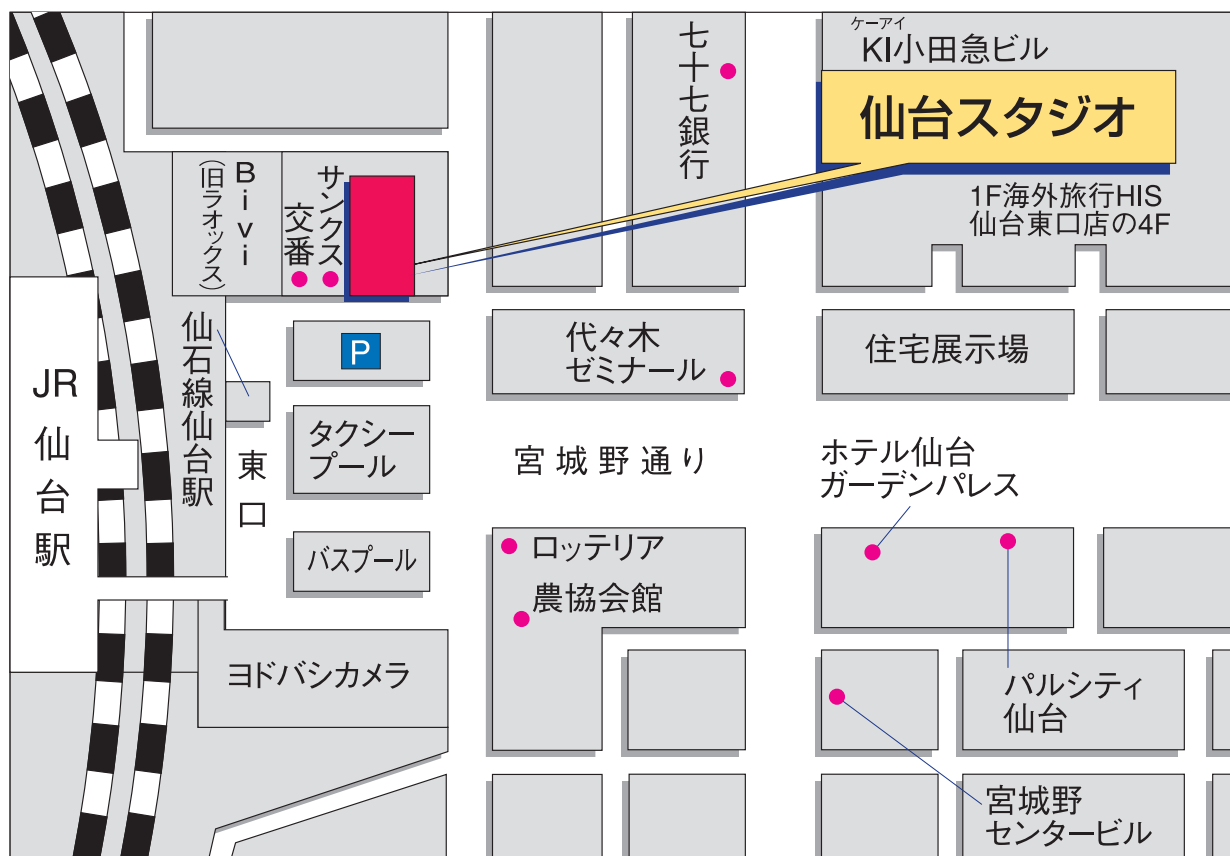 ケーアイ
KI小田急ビル
仙台スタジオ
1F海外旅行HIS
仙台東口店の4F
七十七銀行
Bivi
(旧ラオックス)
交番
サンクス
P
代々木
ゼミナール
住宅展示場
仙石線仙台駅
JR
仙台駅
東口
タクシー
プール
宮城野通り
ホテル仙台
ガーデンパレス
バスプール
ロッテリア
農協会館
ヨドバシカメラ
パルシティ
仙台
宮城野
センタービル